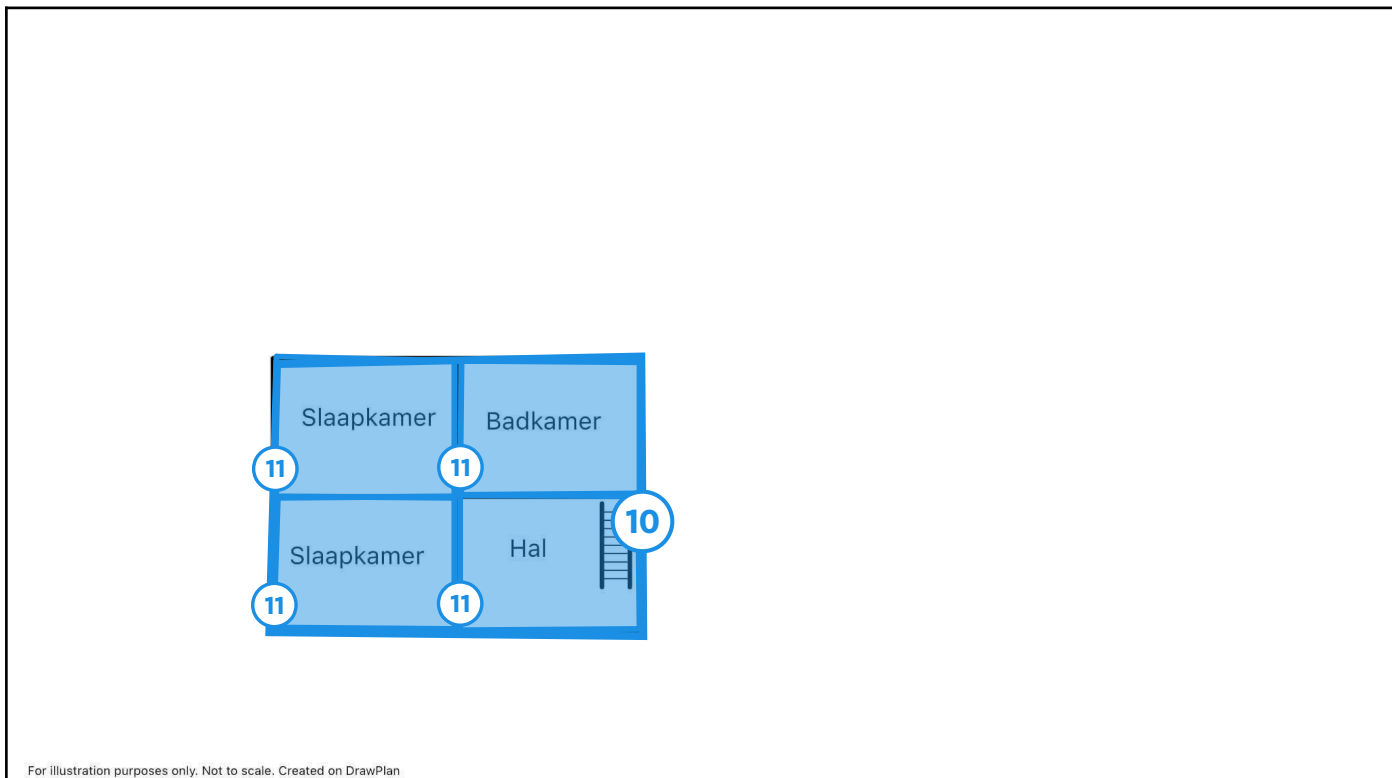 Slaapkamer
Badkamer
11
11
10
Slaapkamer
Hal
11
11
For illustration purposes only. Not to scale. Created on DrawPlan